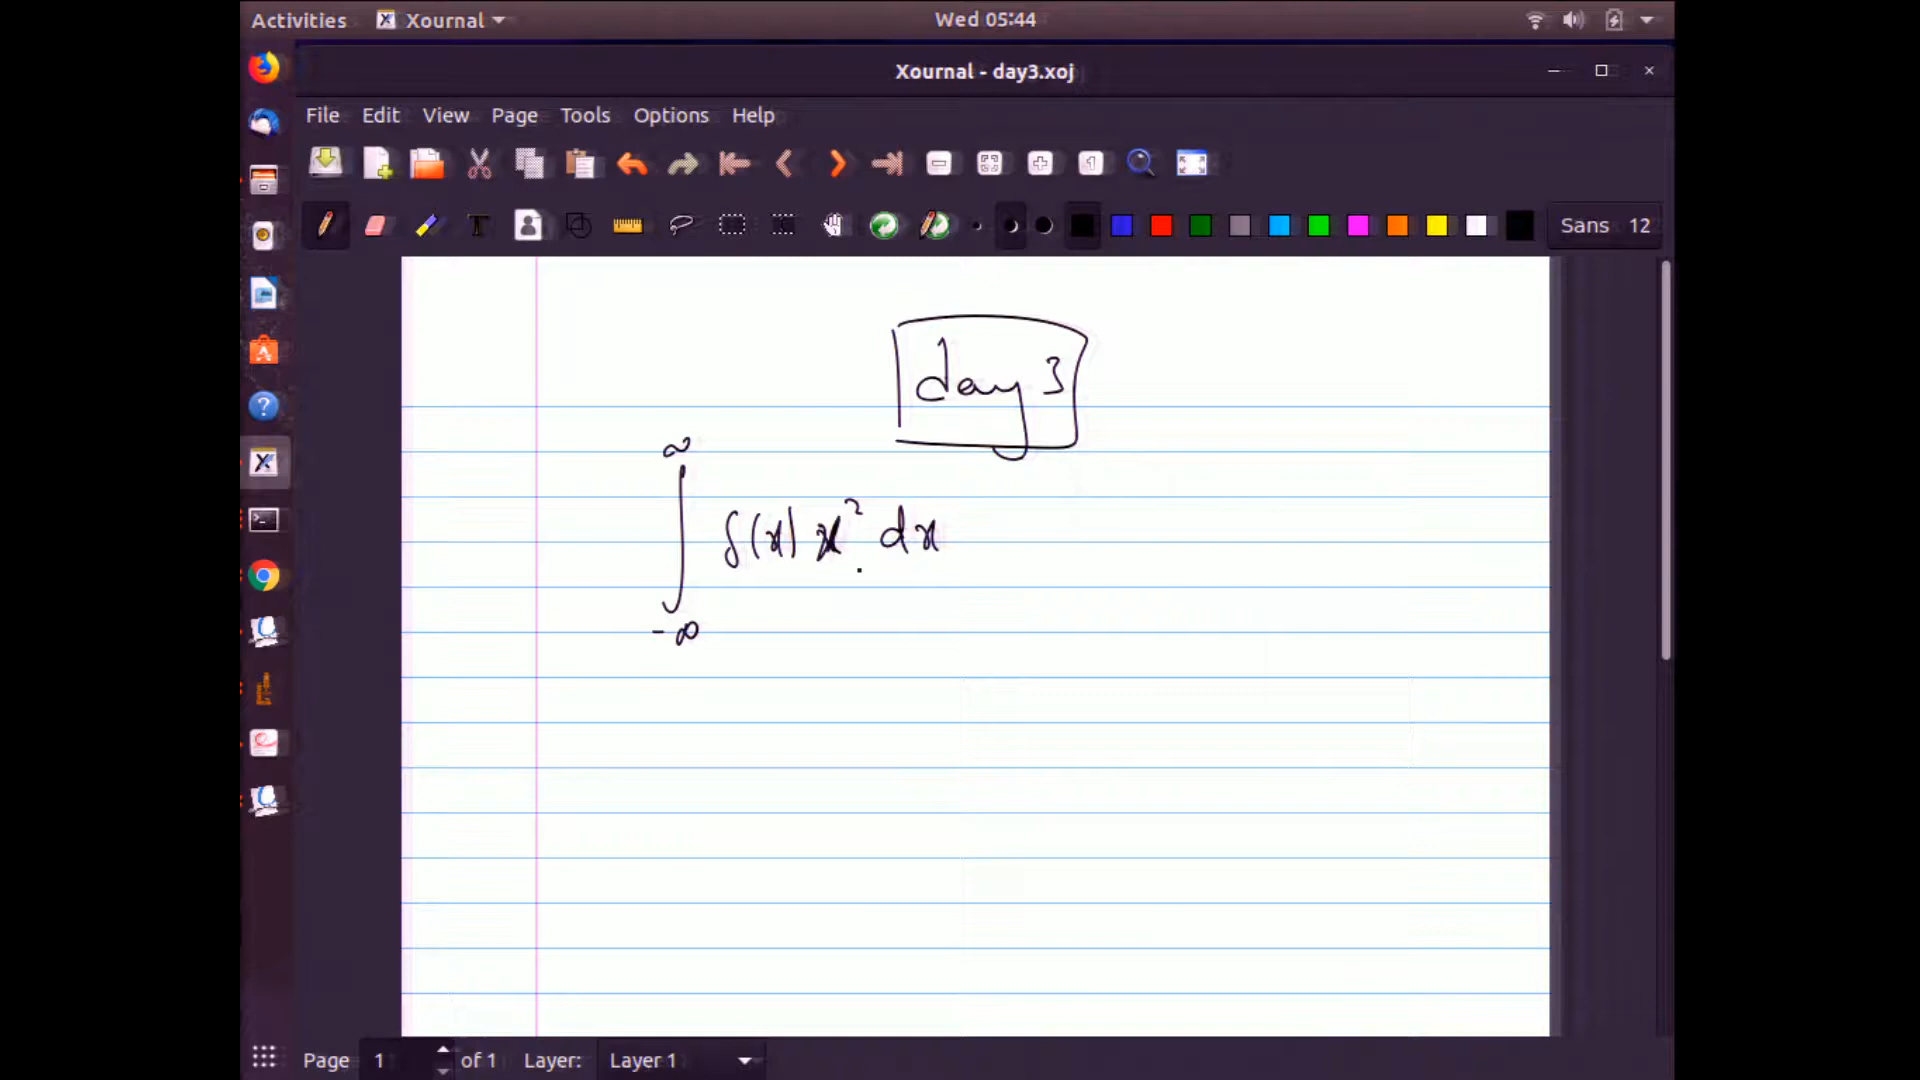 Activities Xournal Wed 05:44
Xournal - day3.xoj
File Edit View Page Tools Options Help
Sans 12
day 3
∞
∫ δ(x) x² dx
-∞
Page 1 of 1 Layer: Layer 1